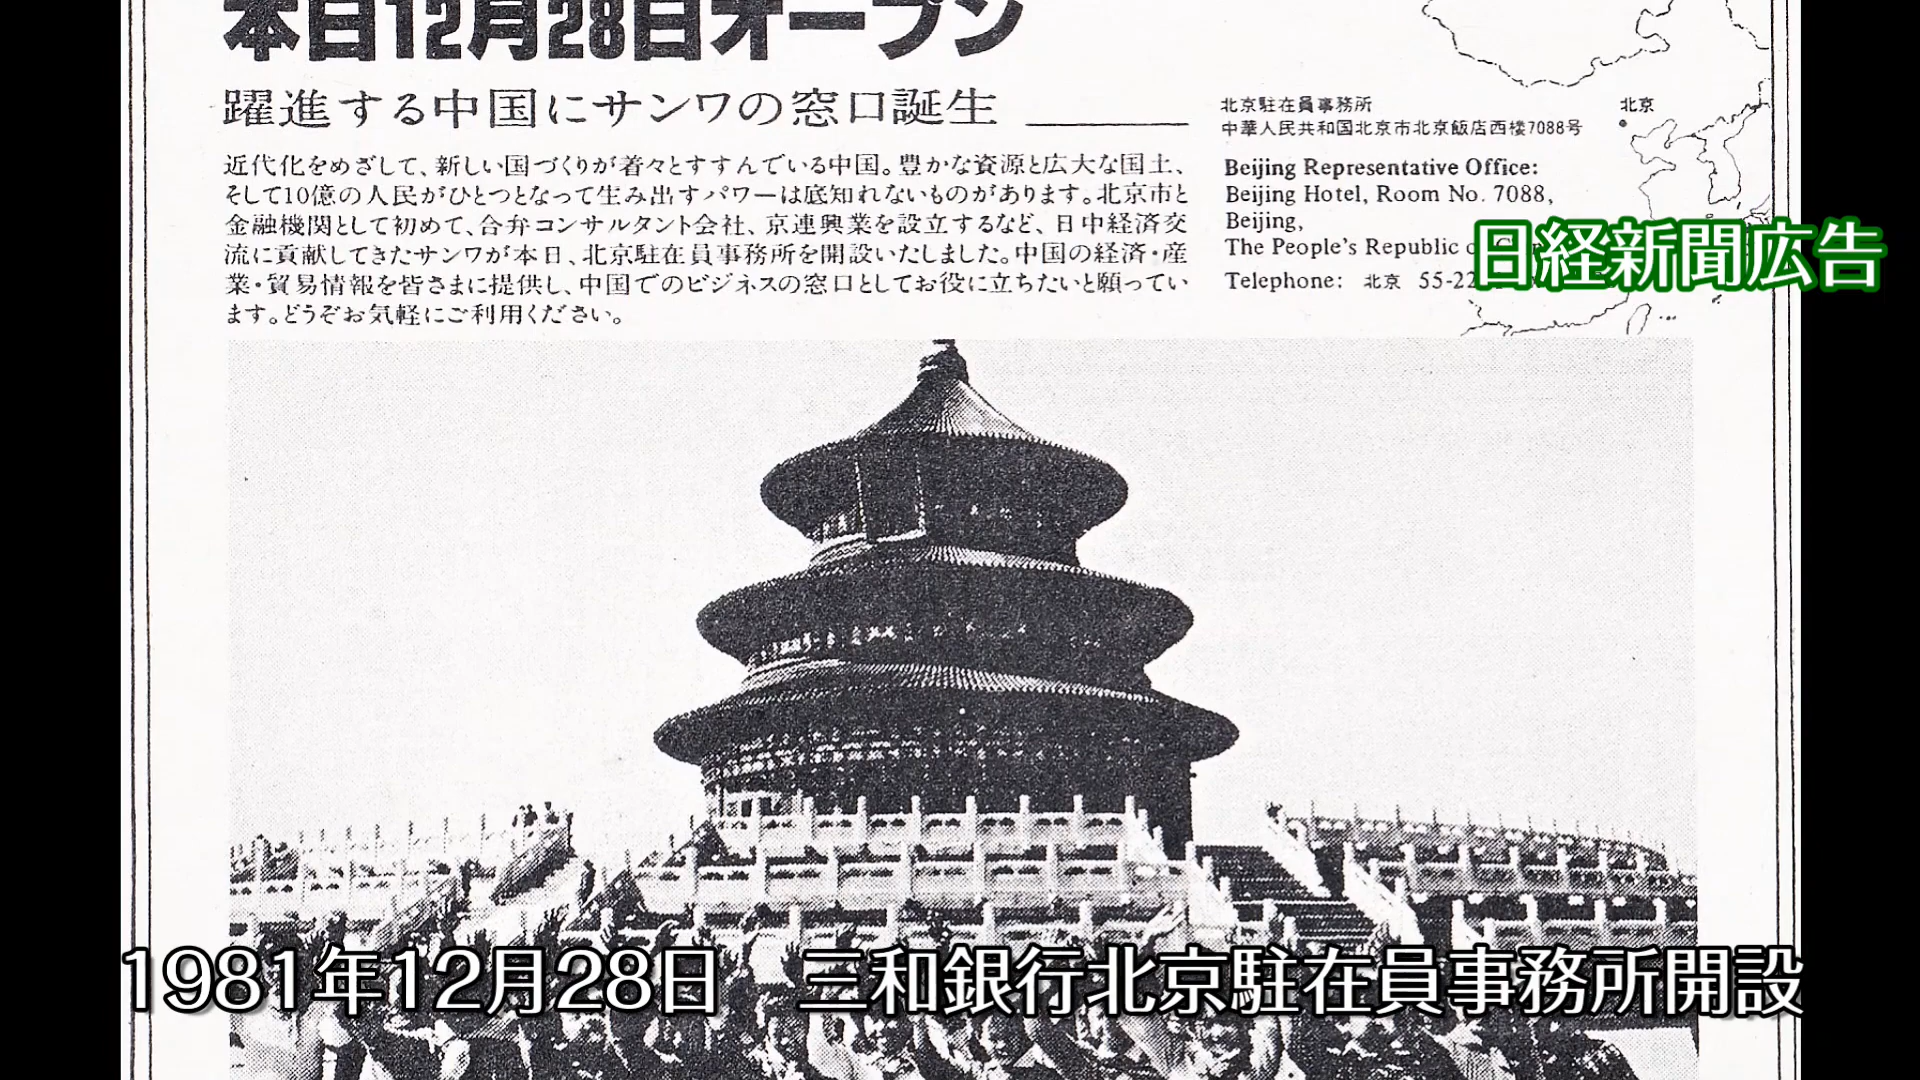 本日12月28日オープン
躍進する中国にサンワの窓口誕生
近代化をめざして、新しい国づくりが着々とすすんでいる中国。豊かな資源と広大な国土、
そして10億の人民がひとつとなって生み出すパワーは底知れないものがあります。北京市と
金融機関として初めて、合弁コンサルタント会社、京連興業を設立するなど、日中経済交
流に貢献してきたサンワが本日、北京駐在員事務所を開設いたしました。中国の経済・産
業・貿易情報を皆さまに提供し、中国でのビジネスの窓口としてお役に立ちたいと願ってい
ます。どうぞお気軽にご利用ください。
北京駐在員事務所
中華人民共和国北京市北京飯店西楼7088号
Beijing Representative Office:
Beijing Hotel, Room No. 7088,
Beijing,
The People's Republic
Telephone: 北京 55-22
北京
日経新聞広告
1981年12月28日 三和銀行北京駐在員事務所開設